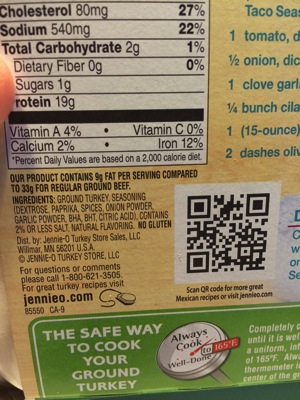 Cholesterol 80mg 27%
Sodium 540mg 22%
Total Carbohydrate 2g 1%
Dietary Fiber 0g 0%
Sugars 1g
rotein 19g
Vitamin A 4% • Vitamin C 0%
Calcium 2% • Iron 12%
*Percent Daily Values are based on a 2,000 calorie diet.
OUR PRODUCT CONTAINS 9g FAT PER SERVING COMPARED
TO 33g FOR REGULAR GROUND BEEF.
INGREDIENTS: GROUND TURKEY, SEASONING
(DEXTROSE, PAPRIKA, SPICES, ONION POWDER,
GARLIC POWDER, BHA, BHT, CITRIC ACID), CONTAINS
2% OR LESS SALT, NATURAL FLAVORING. NO GLUTEN
Dist. by: Jennie-O Turkey Store Sales, LLC
Willmar, MN 56201 U.S.A.
© JENNIE-O TURKEY STORE, LLC
For questions or comments
please call 1-800-621-3505.
For great turkey recipes visit
jennieo.com
85550 CA-9
Taco Seas
1 tomato, d
½ onion, dic
1 clove garli
¼ bunch cila
1 (15-ounce)
2 dashes oliv
Scan QR code for more great
Mexican recipes or visit jennieo.com
THE SAFE WAY
TO COOK
YOUR
GROUND
TURKEY
Always
Cook
to 165°F
Well-Done
Completely c
until it is wel
a uniform, inf
of 165°F. Alwa
thermometer i
center of the gr